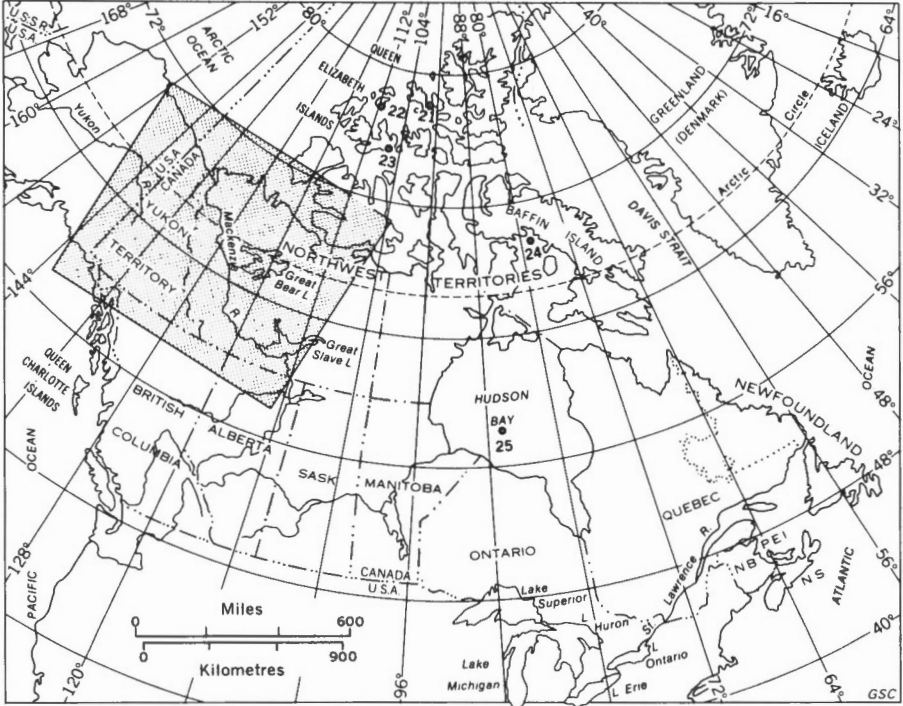 168°
72°
152°
80°
112°
104°
88°
80°
40°
72°
16°
64°
U.S.S.R.
U.S.A.
ARCTIC
OCEAN
QUEEN
ELIZABETH
ISLANDS
22
21
23
GREENLAND
(DENMARK)
Circle
ICELAND
24°
160°
Yukon
R
U.S.A.
CANADA
YUKON
TERRITORY
Mackenzie
R
NORTHWEST
TERRITORIES
Great
Bear L
BAFFIN
ISLAND
24
DAVIS STRAIT
Arctic
32°
56°
144°
Great
Slave L
QUEEN
CHARLOTTE
ISLANDS
HUDSON
BAY
25
OCEAN
NEWFOUNDLAND
48°
48°
BRITISH
COLUMBIA
ALBERTA
SASK
MANITOBA
OCEAN
QUEBEC
ONTARIO
Lawrence R.
St.
PEI
NB
NS
ATLANTIC
56°
128°
PACIFIC
CANADA
U.S.A.
Lake
Superior
L Huron
L
Ontario
L Erie
Lake
Michigan
40°
Miles
0 600
0 900
Kilometres
120°
96°
72°
64°
GSC